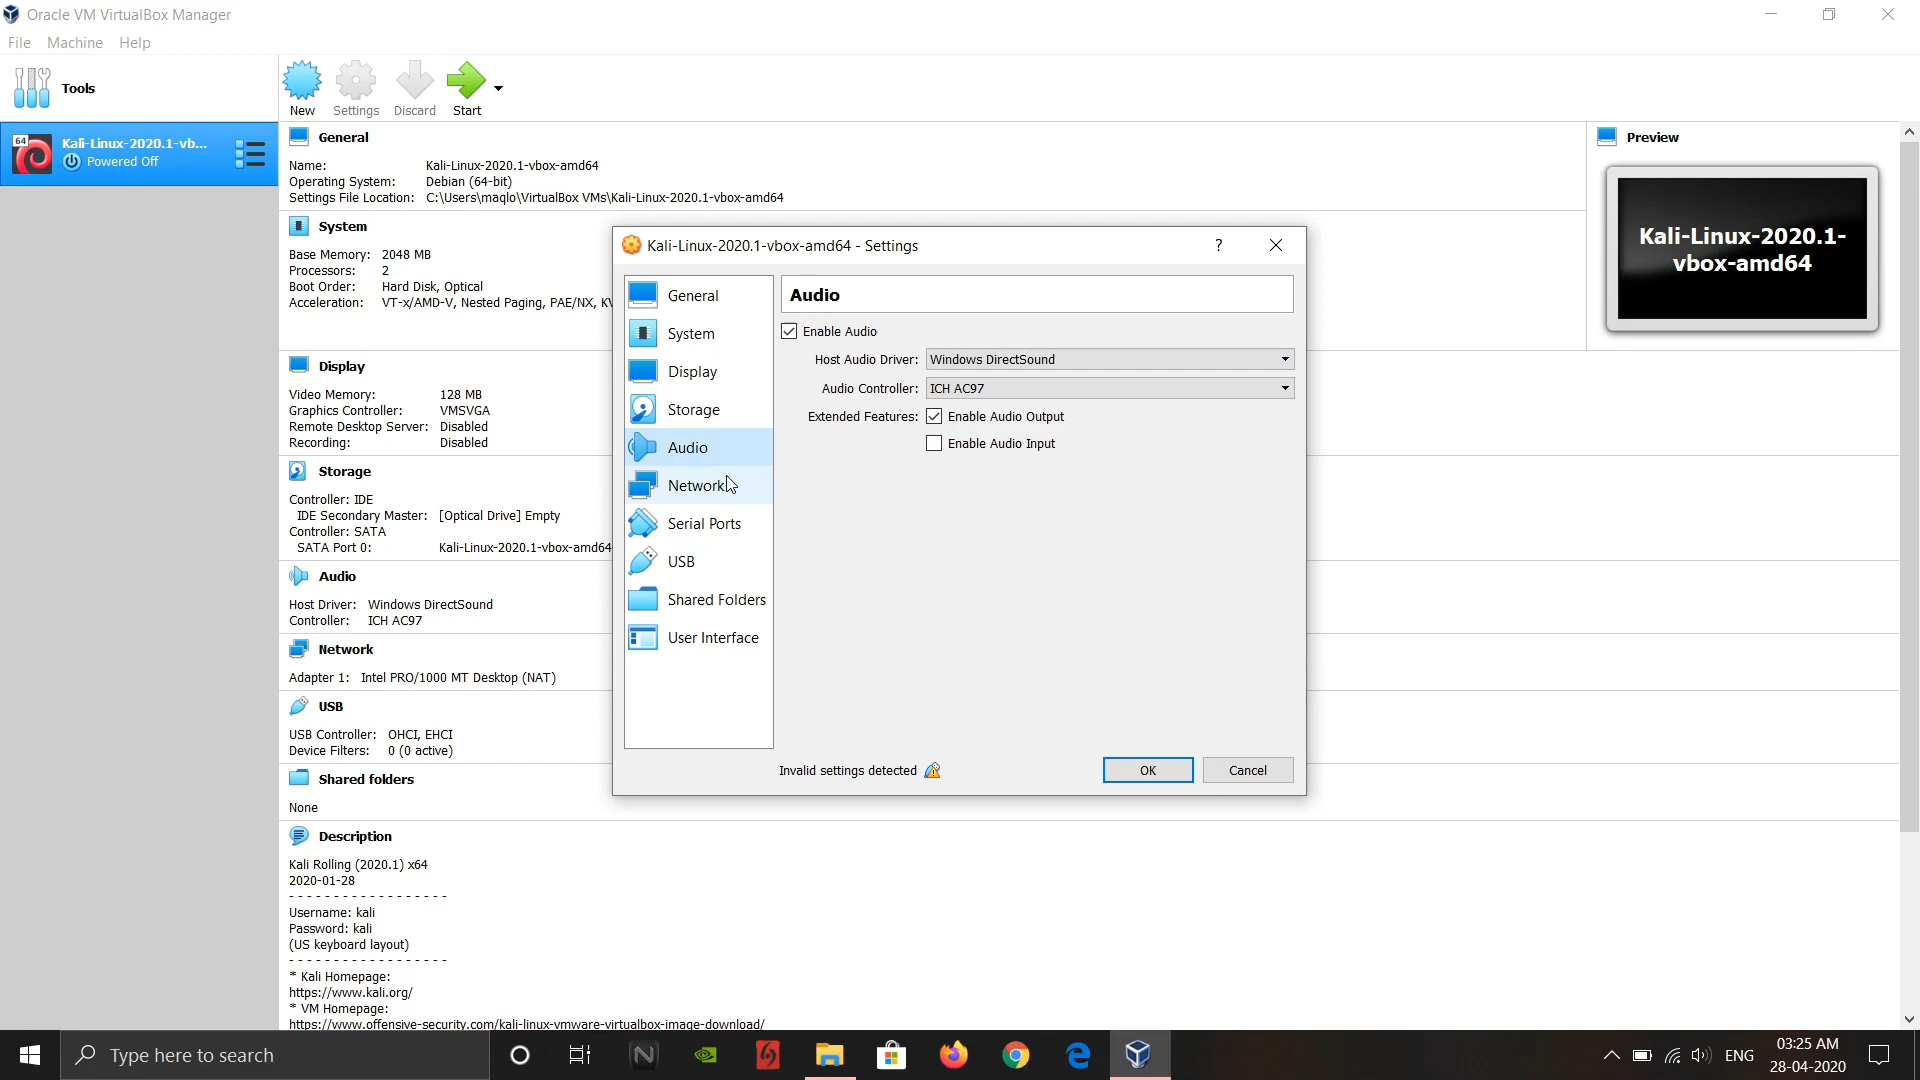 Oracle VM VirtualBox Manager
File Machine Help
Tools
New Settings Discard Start
64
Kali-Linux-2020.1-vb...
Powered Off
General
Name: Kali-Linux-2020.1-vbox-amd64
Operating System: Debian (64-bit)
Settings File Location: C:\Users\maqlo\VirtualBox VMs\Kali-Linux-2020.1-vbox-amd64
System
Base Memory: 2048 MB
Processors: 2
Boot Order: Hard Disk, Optical
Acceleration: VT-x/AMD-V, Nested Paging, PAE/NX, KV
Display
Video Memory: 128 MB
Graphics Controller: VMSVGA
Remote Desktop Server: Disabled
Recording: Disabled
Storage
Controller: IDE
IDE Secondary Master: [Optical Drive] Empty
Controller: SATA
SATA Port 0: Kali-Linux-2020.1-vbox-amd64
Audio
Host Driver: Windows DirectSound
Controller: ICH AC97
Network
Adapter 1: Intel PRO/1000 MT Desktop (NAT)
USB
USB Controller: OHCI, EHCI
Device Filters: 0 (0 active)
Shared folders
None
Description
Kali Rolling (2020.1) x64
2020-01-28
- - - - - - - - - - - - - - - - - -
Username: kali
Password: kali
(US keyboard layout)
- - - - - - - - - - - - - - - - - -
* Kali Homepage:
https://www.kali.org/
* VM Homepage:
https://www.offensive-security.com/kali-linux-vmware-virtualbox-image-download/
Preview
Kali-Linux-2020.1-
vbox-amd64
Kali-Linux-2020.1-vbox-amd64 - Settings
?
General
System
Display
Storage
Audio
Network
Serial Ports
USB
Shared Folders
User Interface
Audio
Enable Audio
Host Audio Driver: Windows DirectSound
Audio Controller: ICH AC97
Extended Features: Enable Audio Output
Enable Audio Input
Invalid settings detected
OK Cancel
Type here to search
ENG
03:25 AM
28-04-2020